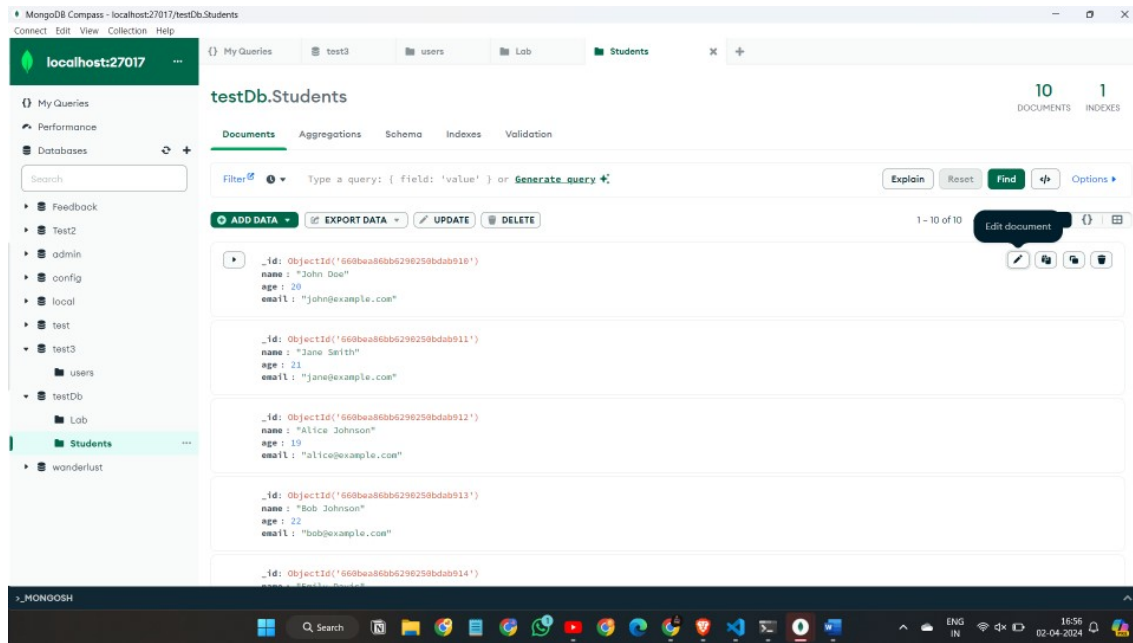 MongoDB Compass - localhost:27017/testDb.Students
Connect Edit View Collection Help
localhost:27017 ...
{} My Queries
test3
users
Lab
Students
My Queries
Performance
Databases
Search
Feedback
Test2
admin
config
local
test
test3
users
testDb
Lab
Students ...
wanderlust
testDb.Students
10
DOCUMENTS
1
INDEXES
Documents Aggregations Schema Indexes Validation
Filter Type a query: { field: 'value' } or Generate query
Explain Reset Find </> Options
ADD DATA EXPORT DATA UPDATE DELETE
1 – 10 of 10 {}
Edit document
_id: ObjectId('660bea86bb6290250bdab910')
name : "John Doe"
age : 20
email : "john@example.com"
_id: ObjectId('660bea86bb6290250bdab911')
name : "Jane Smith"
age : 21
email : "jane@example.com"
_id: ObjectId('660bea86bb6290250bdab912')
name : "Alice Johnson"
age : 19
email : "alice@example.com"
_id: ObjectId('660bea86bb6290250bdab913')
name : "Bob Johnson"
age : 22
email : "bob@example.com"
_id: ObjectId('660bea86bb6290250bdab914')
>_MONGOSH
Search
ENG
IN
16:56
02-04-2024